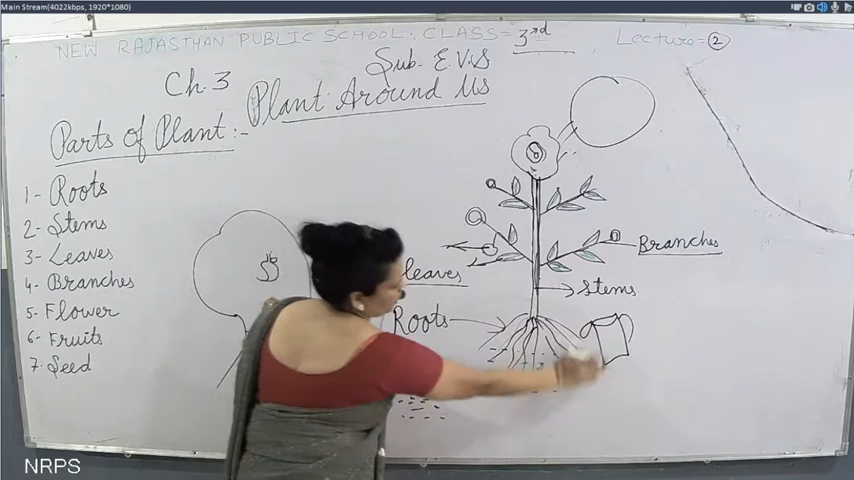 Main Stream(4022kbps, 1920*1080)
NEW RAJASTHAN PUBLIC SCHOOL: CLASS = 3rd
Lecture = 2
Sub. E.V.S
Ch. 3
Plant Around Us
Parts of Plant:-
1- Roots
2- Stems
3- Leaves
4- Branches
5- Flower
6- Fruits
7- Seed
Branches
leaves
Stems
Roots
NRPS